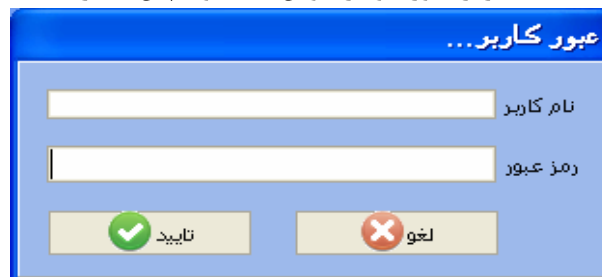 عبور کاربر...
نام کاربر
رمز عبور
لغو
تایید